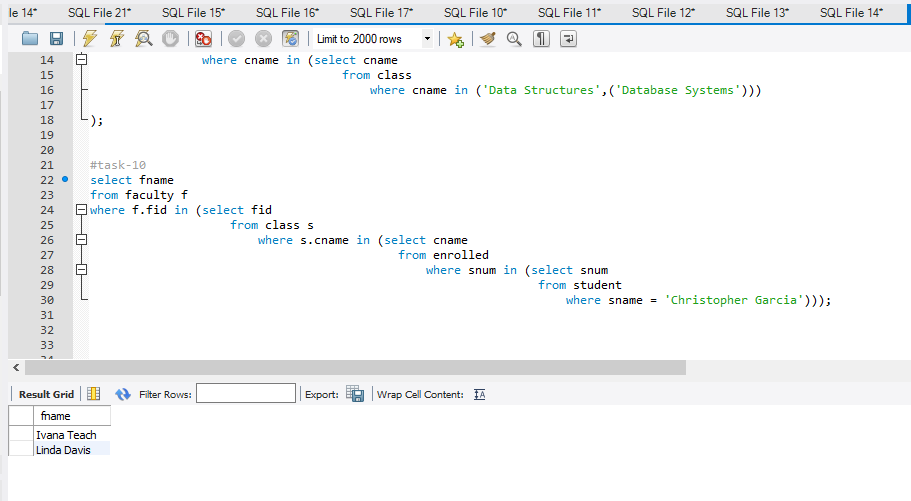 le 14* SQL File 21* SQL File 15* SQL File 16* SQL File 17* SQL File 10* SQL File 11* SQL File 12* SQL File 13* SQL File 14*
Limit to 2000 rows
14 where cname in (select cname
15 from class
16 where cname in ('Data Structures',('Database Systems')))
17
18 );
19
20
21 #task-10
22 select fname
23 from faculty f
24 where f.fid in (select fid
25 from class s
26 where s.cname in (select cname
27 from enrolled
28 where snum in (select snum
29 from student
30 where sname = 'Christopher Garcia')));
31
32
33
34
Result Grid Filter Rows: Export: Wrap Cell Content: IA
fname
Ivana Teach
Linda Davis